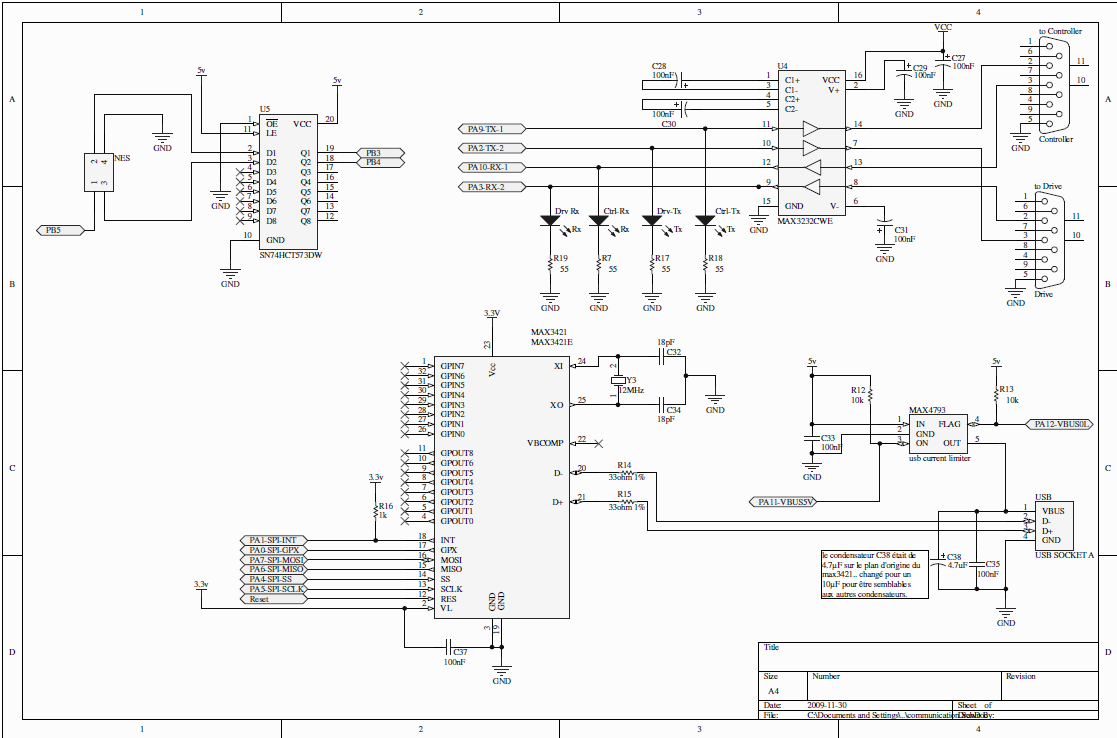 1 2 3 4
A
B
C
D
A
B
C
D
1 2 3 4
5v
5v
U5
1 OE VCC 20
11 LE
2 D1 Q1 19
3 D2 Q2 18
4 D3 Q3 17
5 D4 Q4 16
6 D5 Q5 15
7 D6 Q6 14
8 D7 Q7 13
9 D8 Q8 12
10 GND
SN74HCT573DW
PB3
PB4
GND
GND
GND
NES
2 4
1 3
PB5
C28
100nF
100nF
C30
U4
1 C1+ VCC 16
3 C1- V+ 2
4 C2+
5 C2-
11 14
10 7
12 13
9 8
15 GND V- 6
MAX3232CWE
GND
VCC
C29
100nF
C27
100nF
GND
GND
C31
100nF
GND
PA9-TX-1
PA2-TX-2
PA10-RX-1
PA3-RX-2
Drv Rx
Ctrl-Rx
Drv-Tx
Ctrl-Tx
Rx
Rx
Tx
Tx
R19
55
R7
55
R17
55
R18
55
GND
GND
GND
GND
to Controller
1
6
2
7
3
8
4
9
5
11
10
GND
Controller
to Drive
1
6
2
7
3
8
4
9
5
11
10
GND
Drive
3.3V
23
MAX3421
MAX3421E
Vcc
1 GPIN7
32 GPIN6
31 GPIN5
30 GPIN4
29 GPIN3
28 GPIN2
27 GPIN1
26 GPIN0
11 GPOUT8
10 GPOUT6
9 GPOUT5
8 GPOUT4
7 GPOUT3
6 GPOUT2
5 GPOUT1
4 GPOUT0
18 INT
17 GPX
16 MOSI
15 MISO
14 SS
13 SCLK
12 RES
2 VL
XI 24
XO 25
VBCOMP 22
D- 20
D+ 21
GND
GND
3
19
GND
C37
100nF
3.3v
R16
1k
3.3v
PA1-SPI-INT
PA0-SPI-GPX
PA7-SPI-MOSI
PA6-SPI-MISO
PA4-SPI-SS
PA5-SPI-SCLK
Reset
18pF
C32
2
Y3
12MHz
1
C34
18pF
GND
R14
33ohm 1%
R15
33ohm 1%
5v
5v
R12
10k
R13
10k
MAX4793
1 IN FLAG 4
2 GND
3 ON OUT 5
usb current limiter
C33
100nF
GND
PA12-VBUS0L
PA11-VBUS5V
USB
1 VBUS
2 D-
3 D+
4 GND
USB SOCKET A
C38
4.7uF
C35
100nF
GND
le condensateur C38 était de
4.7µF sur le plan d'origine du
max3421.. changé pour un
10µF pour être semblables
aux autres condensateurs.
Title
Size Number Revision
A4
Date: 2009-11-30 Sheet of
File: C:\Documents and Settings\..\communication.SchDoc By: